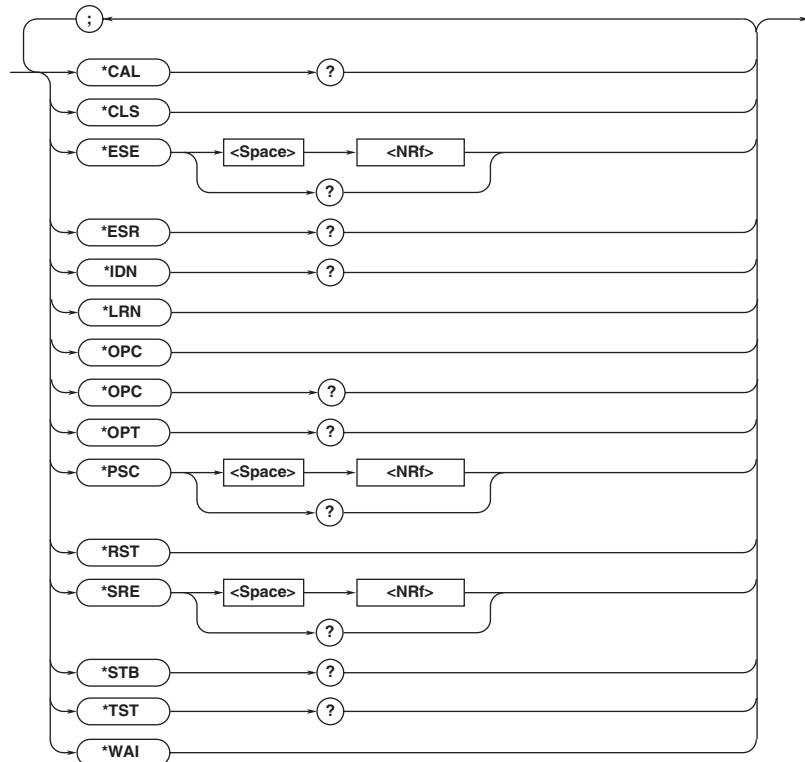 ;
*CAL ?
*CLS
*ESE <Space> <NRf>
?
*ESR ?
*IDN ?
*LRN
*OPC
*OPC ?
*OPT ?
*PSC <Space> <NRf>
?
*RST
*SRE <Space> <NRf>
?
*STB ?
*TST ?
*WAI